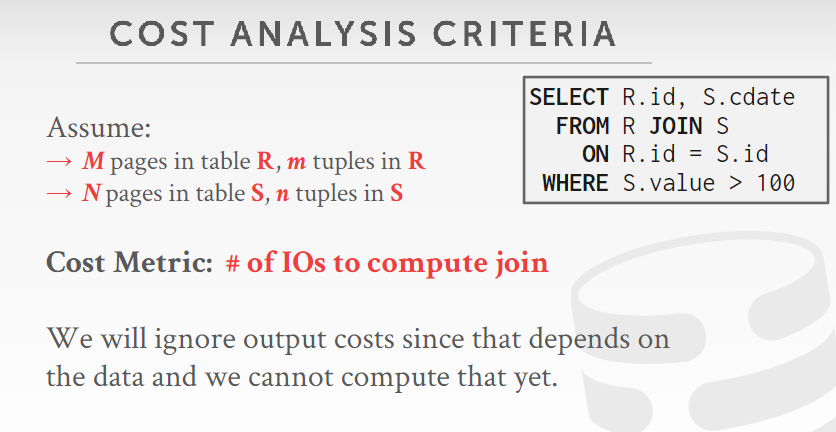 COST ANALYSIS CRITERIA
SELECT R.id, S.cdate
FROM R JOIN S
ON R.id = S.id
WHERE S.value > 100
Assume:
→ M pages in table R, m tuples in R
→ N pages in table S, n tuples in S
Cost Metric: # of IOs to compute join
We will ignore output costs since that depends on
the data and we cannot compute that yet.